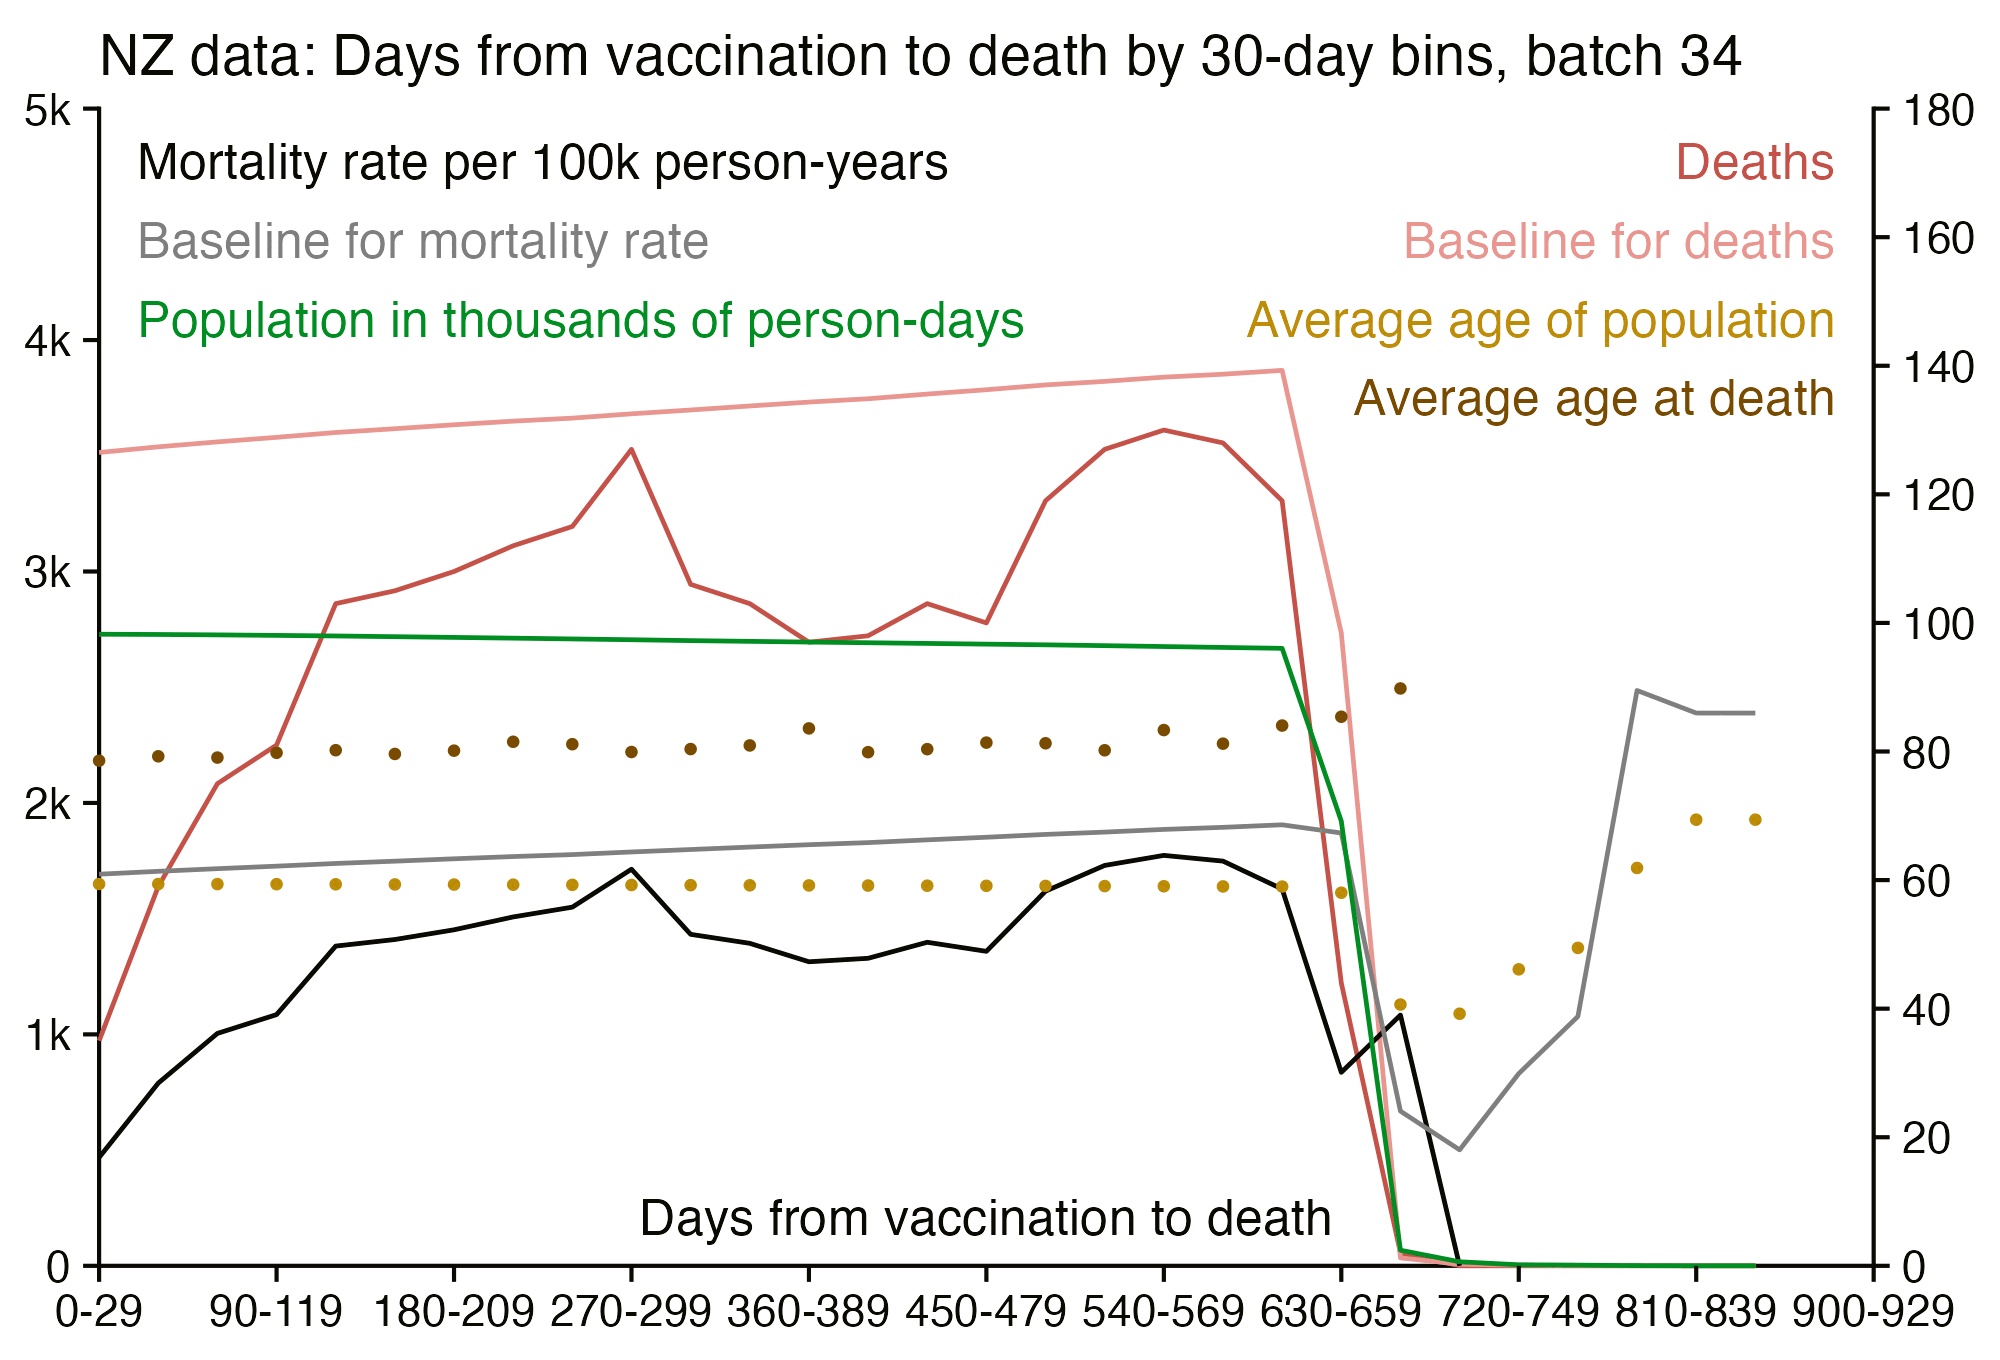 NZ data: Days from vaccination to death by 30-day bins, batch 34
5k
180
Mortality rate per 100k person-years
Deaths
Baseline for mortality rate
Baseline for deaths
160
Population in thousands of person-days
Average age of population
4k
140
Average age at death
120
3k
100
2k
80
60
1k
40
20
Days from vaccination to death
0
0
0-29 90-119 180-209 270-299 360-389 450-479 540-569 630-659 720-749 810-839 900-929